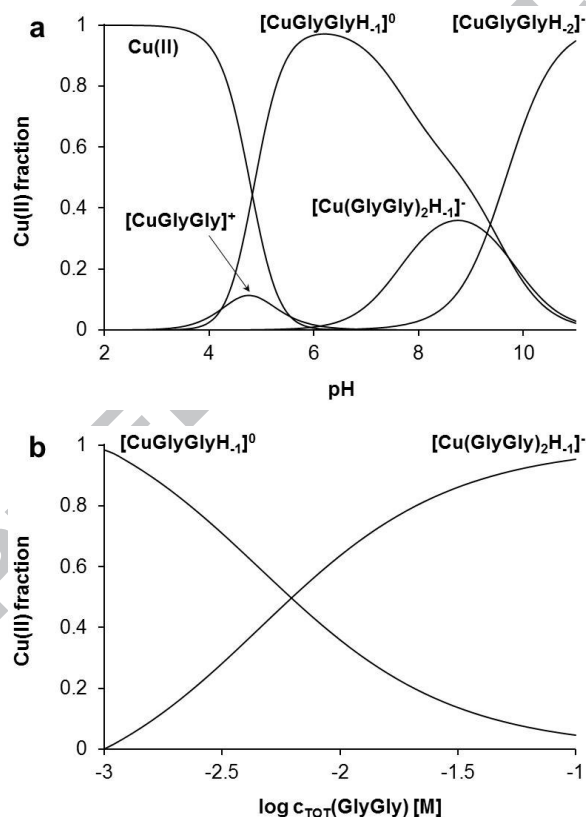 a
[CuGlyGlyH-1]0
[CuGlyGlyH-2]-
Cu(II)
[CuGlyGly]+
[Cu(GlyGly)2H-1]-
Cu(II) fraction
1
0.8
0.6
0.4
0.2
0
2
4
6
8
10
pH
b
[CuGlyGlyH-1]0
[Cu(GlyGly)2H-1]-
Cu(II) fraction
1
0.8
0.6
0.4
0.2
0
-3
-2.5
-2
-1.5
-1
log cTOT(GlyGly) [M]